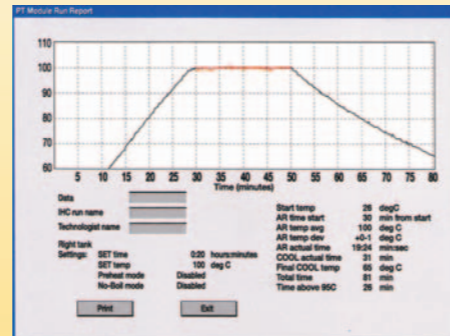 PT Module Run Report
110
100
90
80
70
60
5 10 15 20 25 30 35 40 45 50 55 60 65 70 75 80
Time (minutes)
Data
IHC run name
Technologist name
Right tank
Settings: SET time 0:20 hours:minutes
SET temp 100 deg C
Preheat mode Disabled
No-Boil mode Disabled
Start temp 26 degC
AR time start 30 min from start
AR temp avg 100 deg C
AR temp dev +0-1 deg C
AR actual time 19:24 min:sec
COOL actual time 31 min
Final COOL temp 65 deg C
Total time 81 min
Time above 95C 26 min
Print Exit